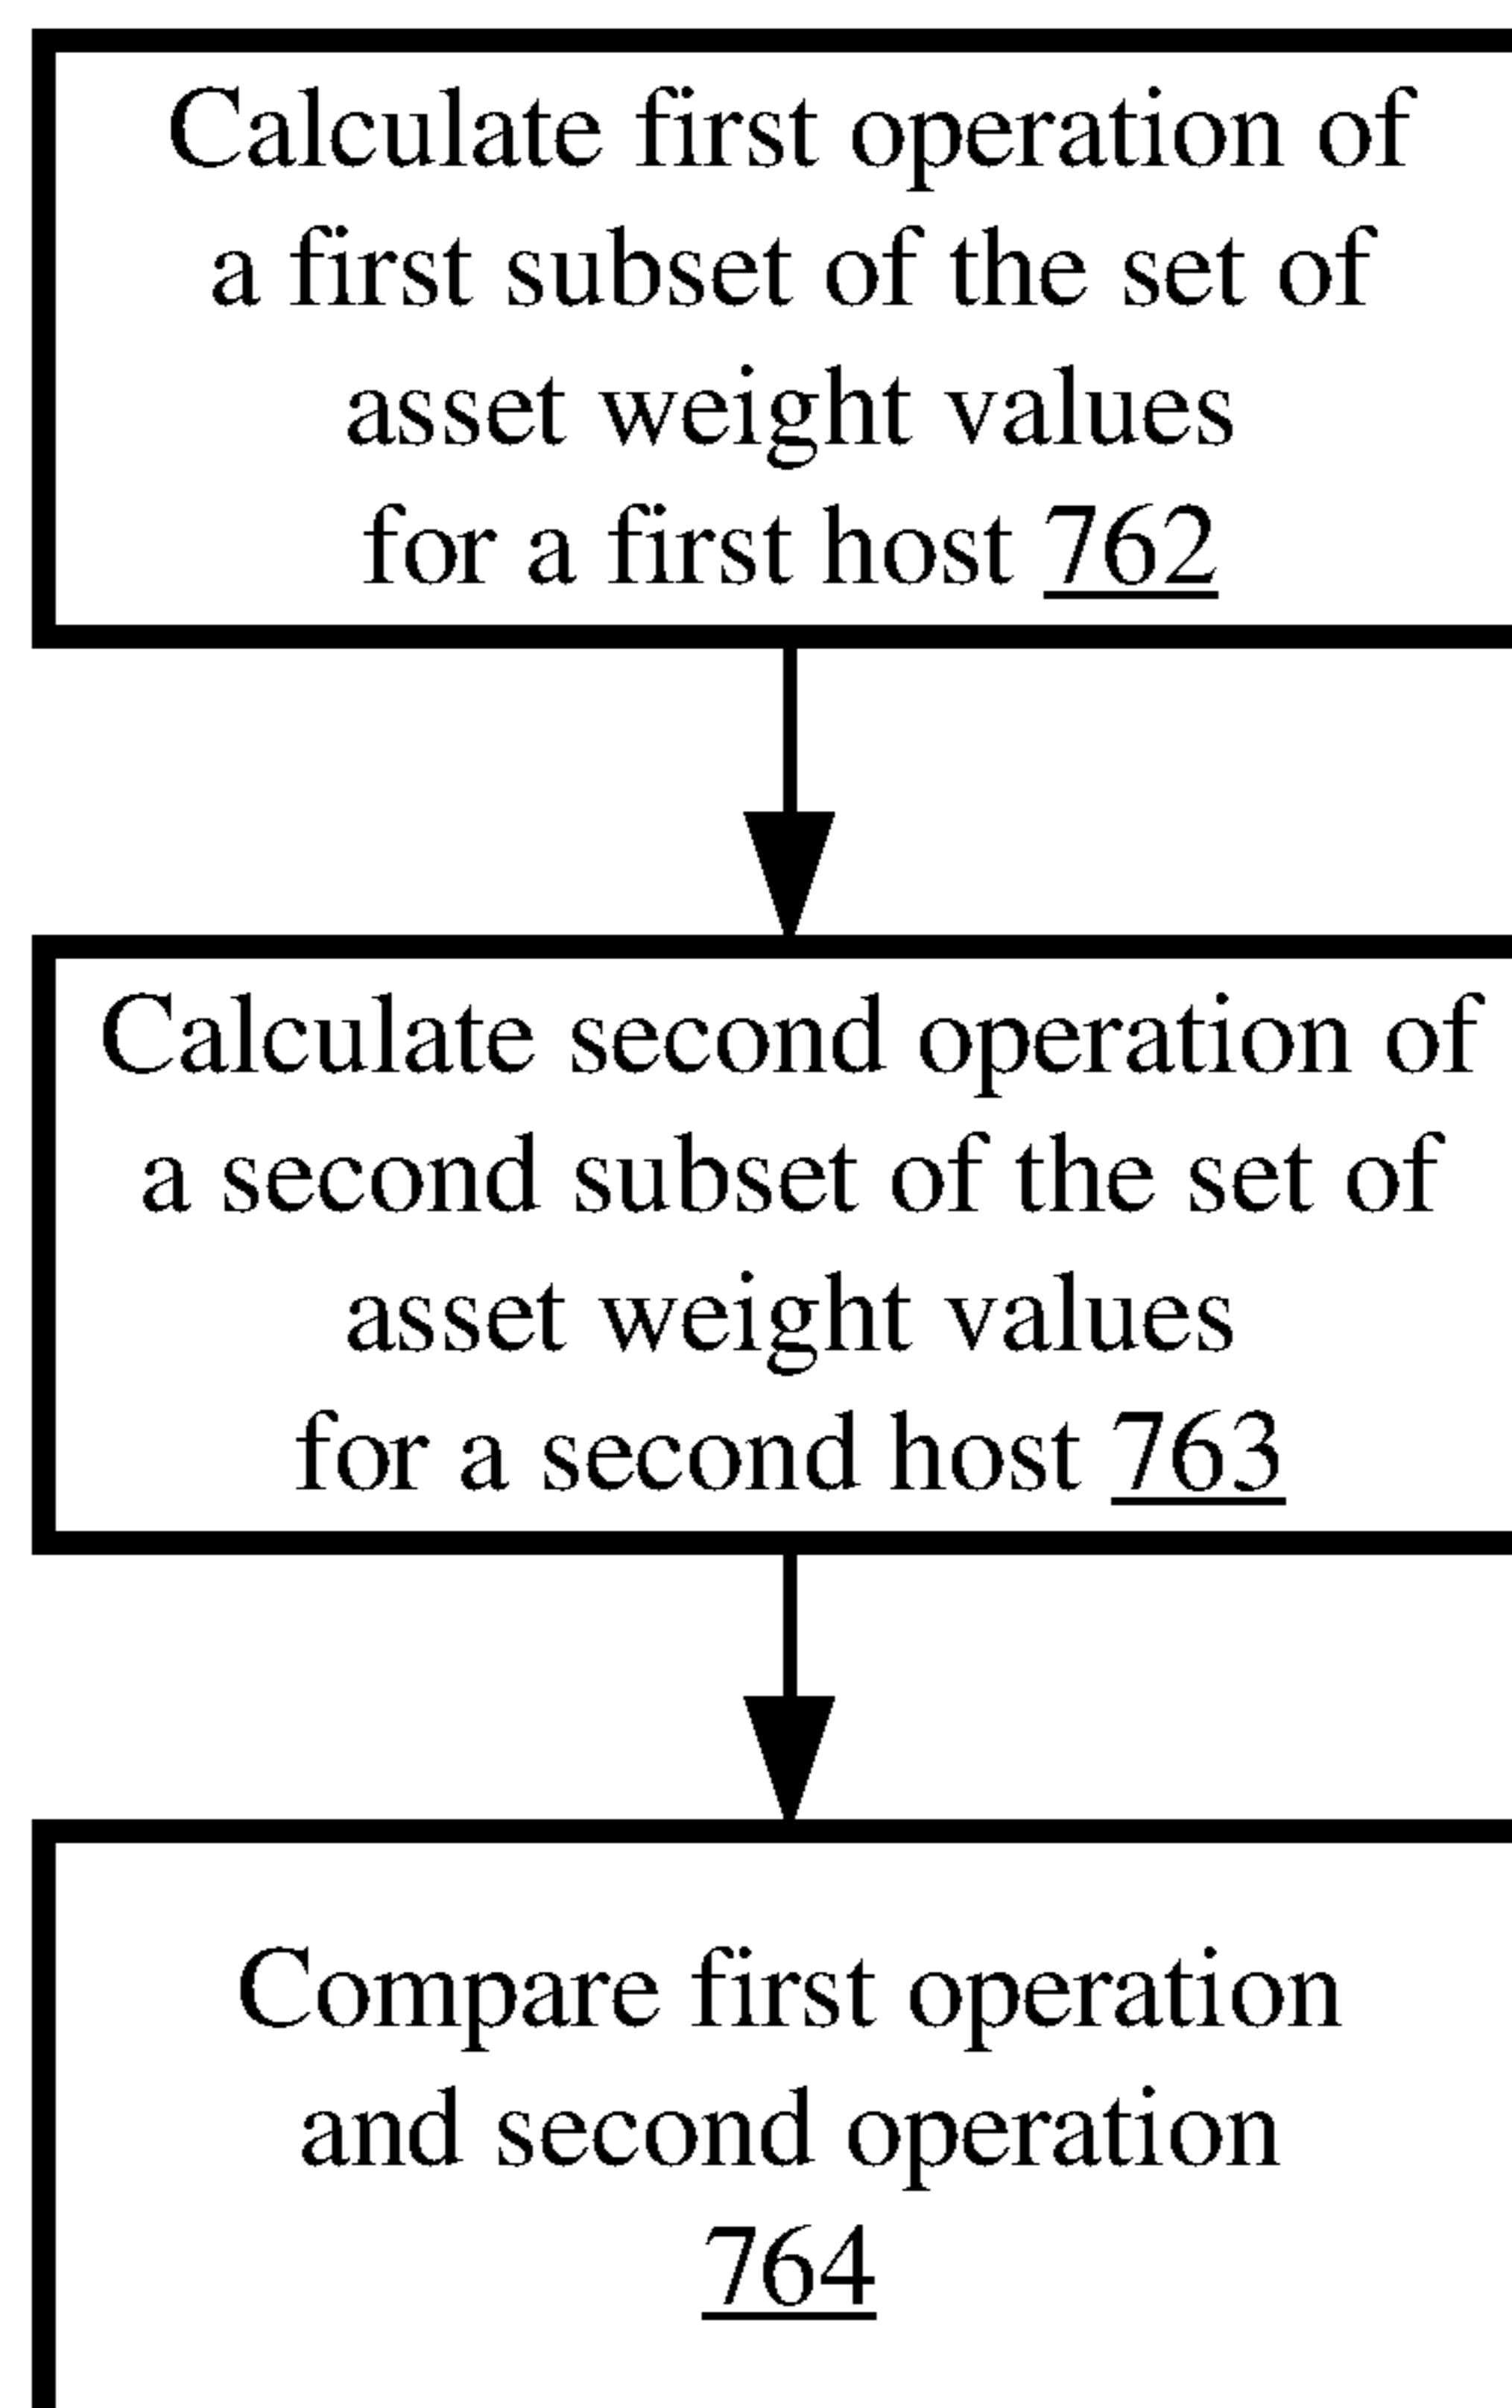 Calculate first operation of
a first subset of the set of
asset weight values
for a first host 762
Calculate second operation of
a second subset of the set of
asset weight values
for a second host 763
Compare first operation
and second operation
764